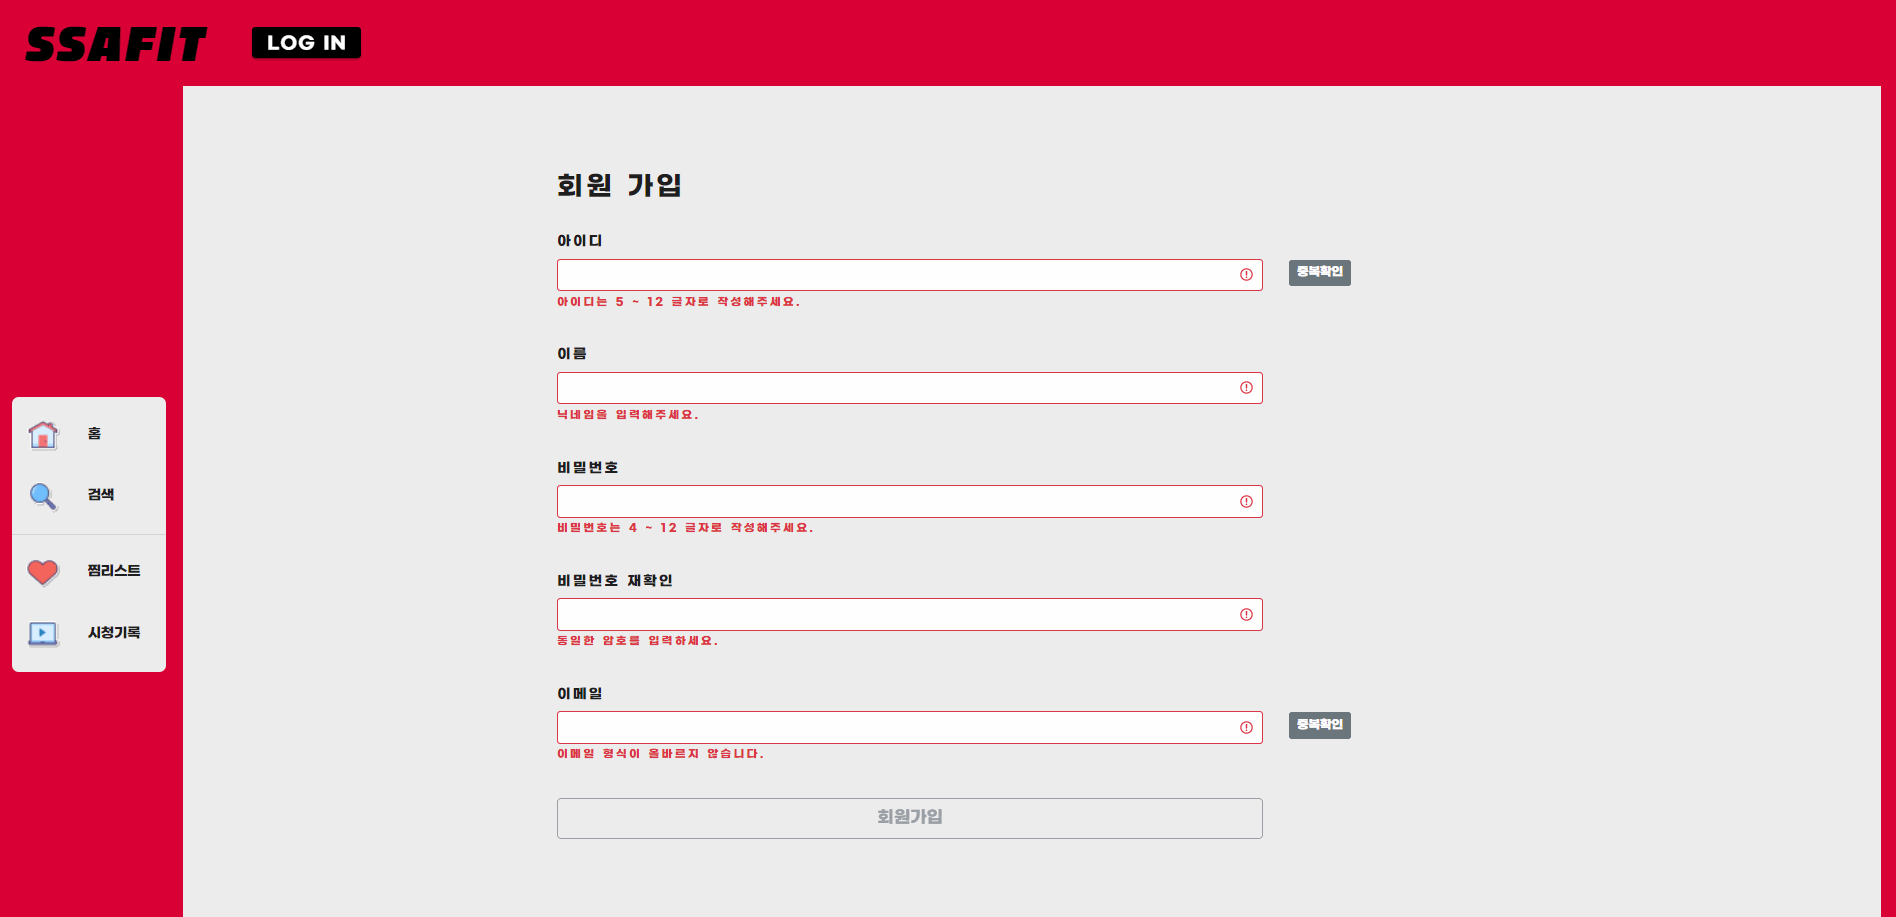 SSAFIT
LOG IN
회원 가입
아이디
중복확인
아이디는 5 ~ 12 글자로 작성해주세요.
이름
닉네임을 입력해주세요.
비밀번호
비밀번호는 4 ~ 12 글자로 작성해주세요.
비밀번호 재확인
동일한 암호를 입력하세요.
이메일
중복확인
이메일 형식이 올바르지 않습니다.
회원가입
홈
검색
찜리스트
시청기록